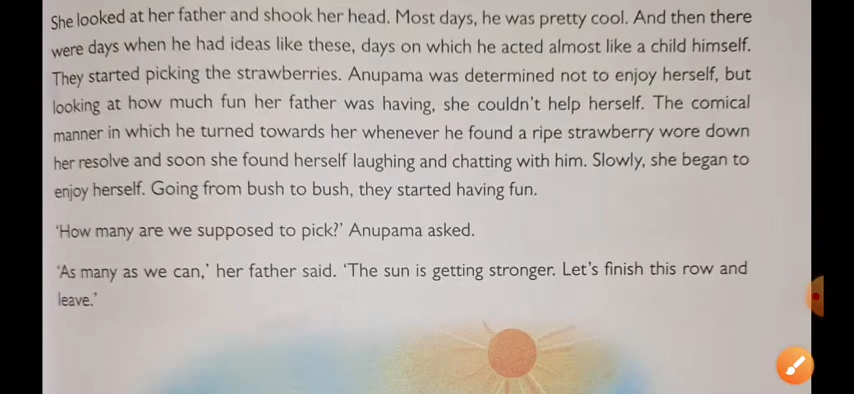 She looked at her father and shook her head. Most days, he was pretty cool. And then there
were days when he had ideas like these, days on which he acted almost like a child himself.
They started picking the strawberries. Anupama was determined not to enjoy herself, but
looking at how much fun her father was having, she couldn't help herself. The comical
manner in which he turned towards her whenever he found a ripe strawberry wore down
her resolve and soon she found herself laughing and chatting with him. Slowly, she began to
enjoy herself. Going from bush to bush, they started having fun.
'How many are we supposed to pick?' Anupama asked.
'As many as we can,' her father said. 'The sun is getting stronger. Let's finish this row and
leave.'